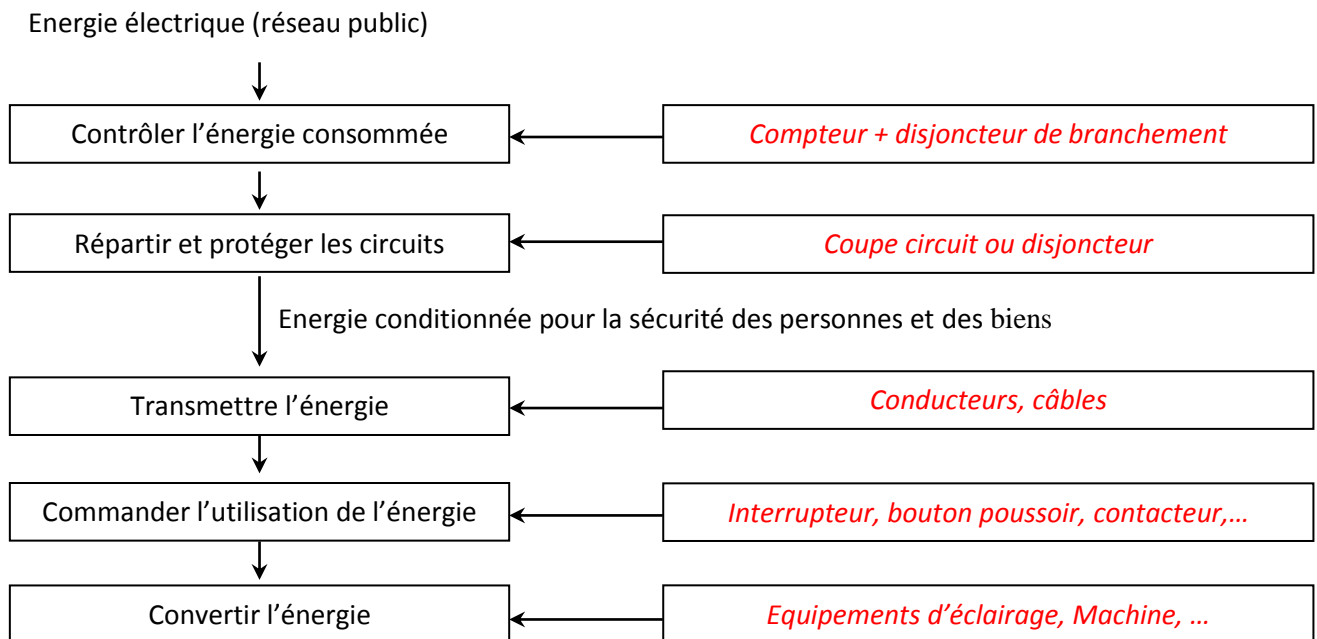 Energie électrique (réseau public)
Contrôler l’énergie consommée
Compteur + disjoncteur de branchement
Répartir et protéger les circuits
Coupe circuit ou disjoncteur
Energie conditionnée pour la sécurité des personnes et des biens
Transmettre l’énergie
Conducteurs, câbles
Commander l’utilisation de l’énergie
Interrupteur, bouton poussoir, contacteur,…
Convertir l’énergie
Equipements d’éclairage, Machine, …